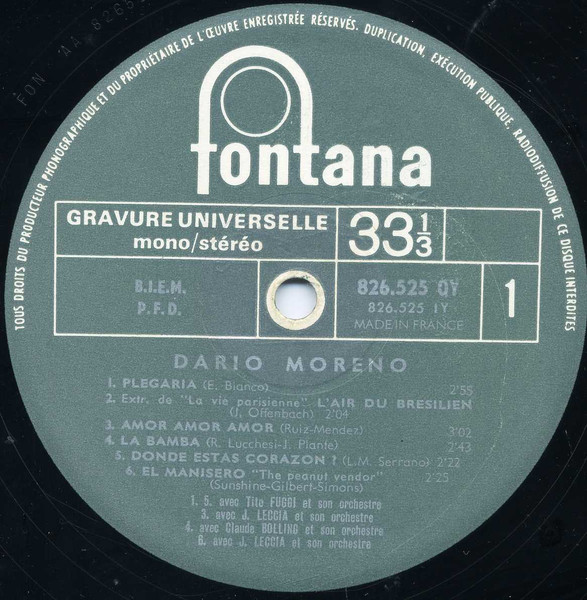 TOUS DROITS DU PRODUCTEUR PHONOGRAPHIQUE ET DU PROPRIÉTAIRE DE L'ŒUVRE ENREGISTRÉE RÉSERVÉS. DUPLICATION, EXÉCUTION PUBLIQUE, RADIODIFFUSION DE CE DISQUE INTERDITES
fontana
GRAVURE UNIVERSELLE
mono/stéréo
33 1/3
B.I.E.M.
P.F.D.
826.525 QY
826.525 1Y
MADE IN FRANCE
1
DARIO MORENO
1. PLEGARIA (E. Bianco) 2'55
2. Extr. de "La vie parisienne" L'AIR DU BRESILIEN
(J. Offenbach) 2'04
3. AMOR AMOR AMOR (Ruiz-Mendez) 3'02
4. LA BAMBA (R. Lucchesi-J. Plante) 2'43
5. DONDE ESTAS CORAZON ? (L.M. Serrano) 2'22
6. EL MANISERO "The peanut vendor" 2'25
(Sunshine-Gilbert-Simons)
1. 5. avec Tito FUGGI et son orchestre
3. avec J. LECCIA et son orchestre
4. avec Claude BOLLING et son orchestre
6. avec J. LECCIA et son orchestre